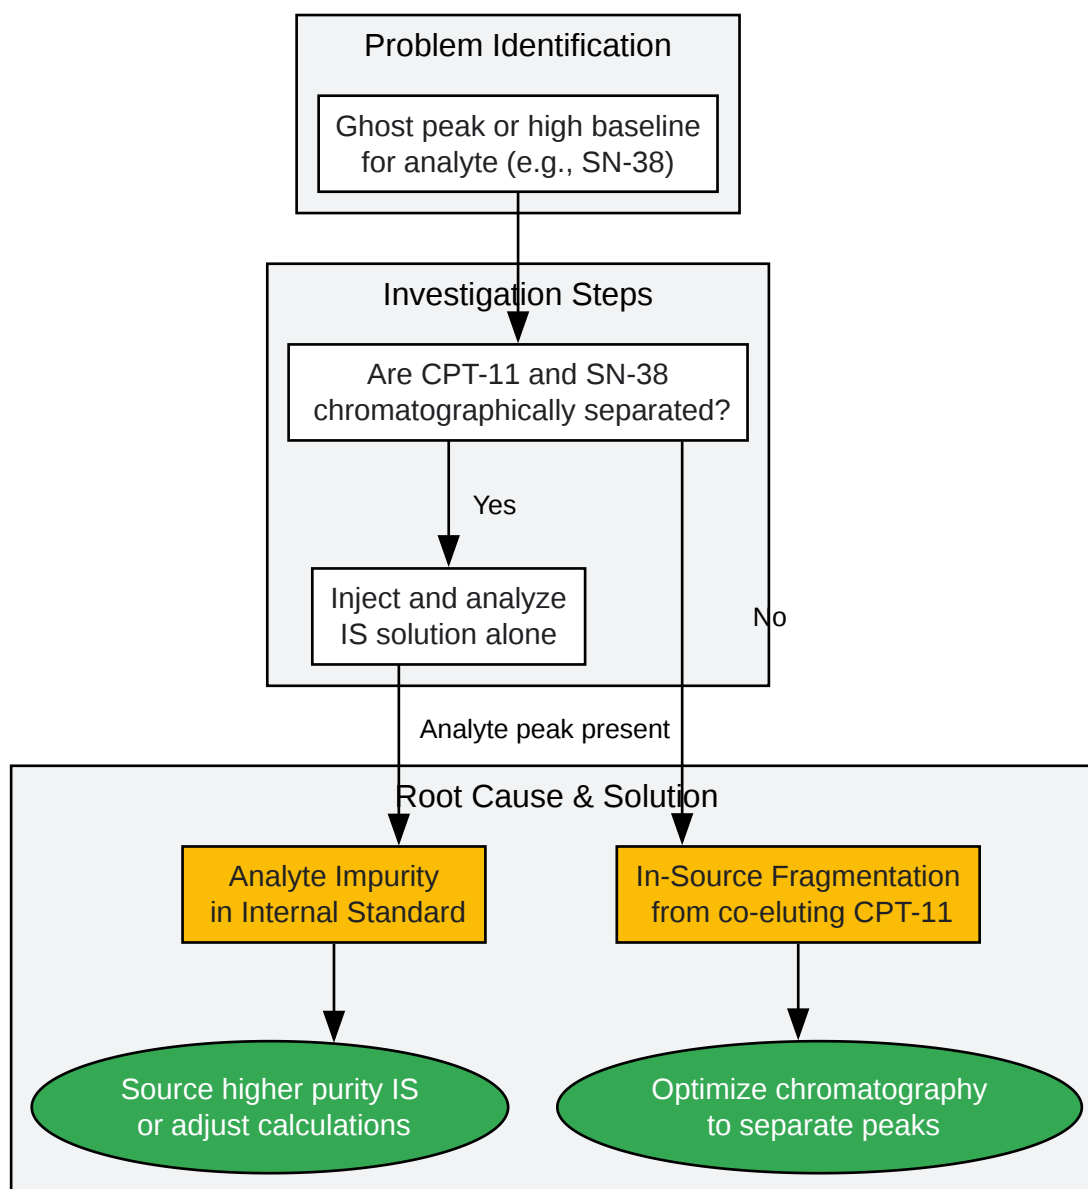 Problem Identification
Ghost peak or high baseline
for analyte (e.g., SN-38)
Investigation Steps
Are CPT-11 and SN-38
chromatographically separated?
Yes
Inject and analyze
IS solution alone
No
Analyte peak present
Root Cause & Solution
Analyte Impurity
in Internal Standard
In-Source Fragmentation
from co-eluting CPT-11
Source higher purity IS
or adjust calculations
Optimize chromatography
to separate peaks